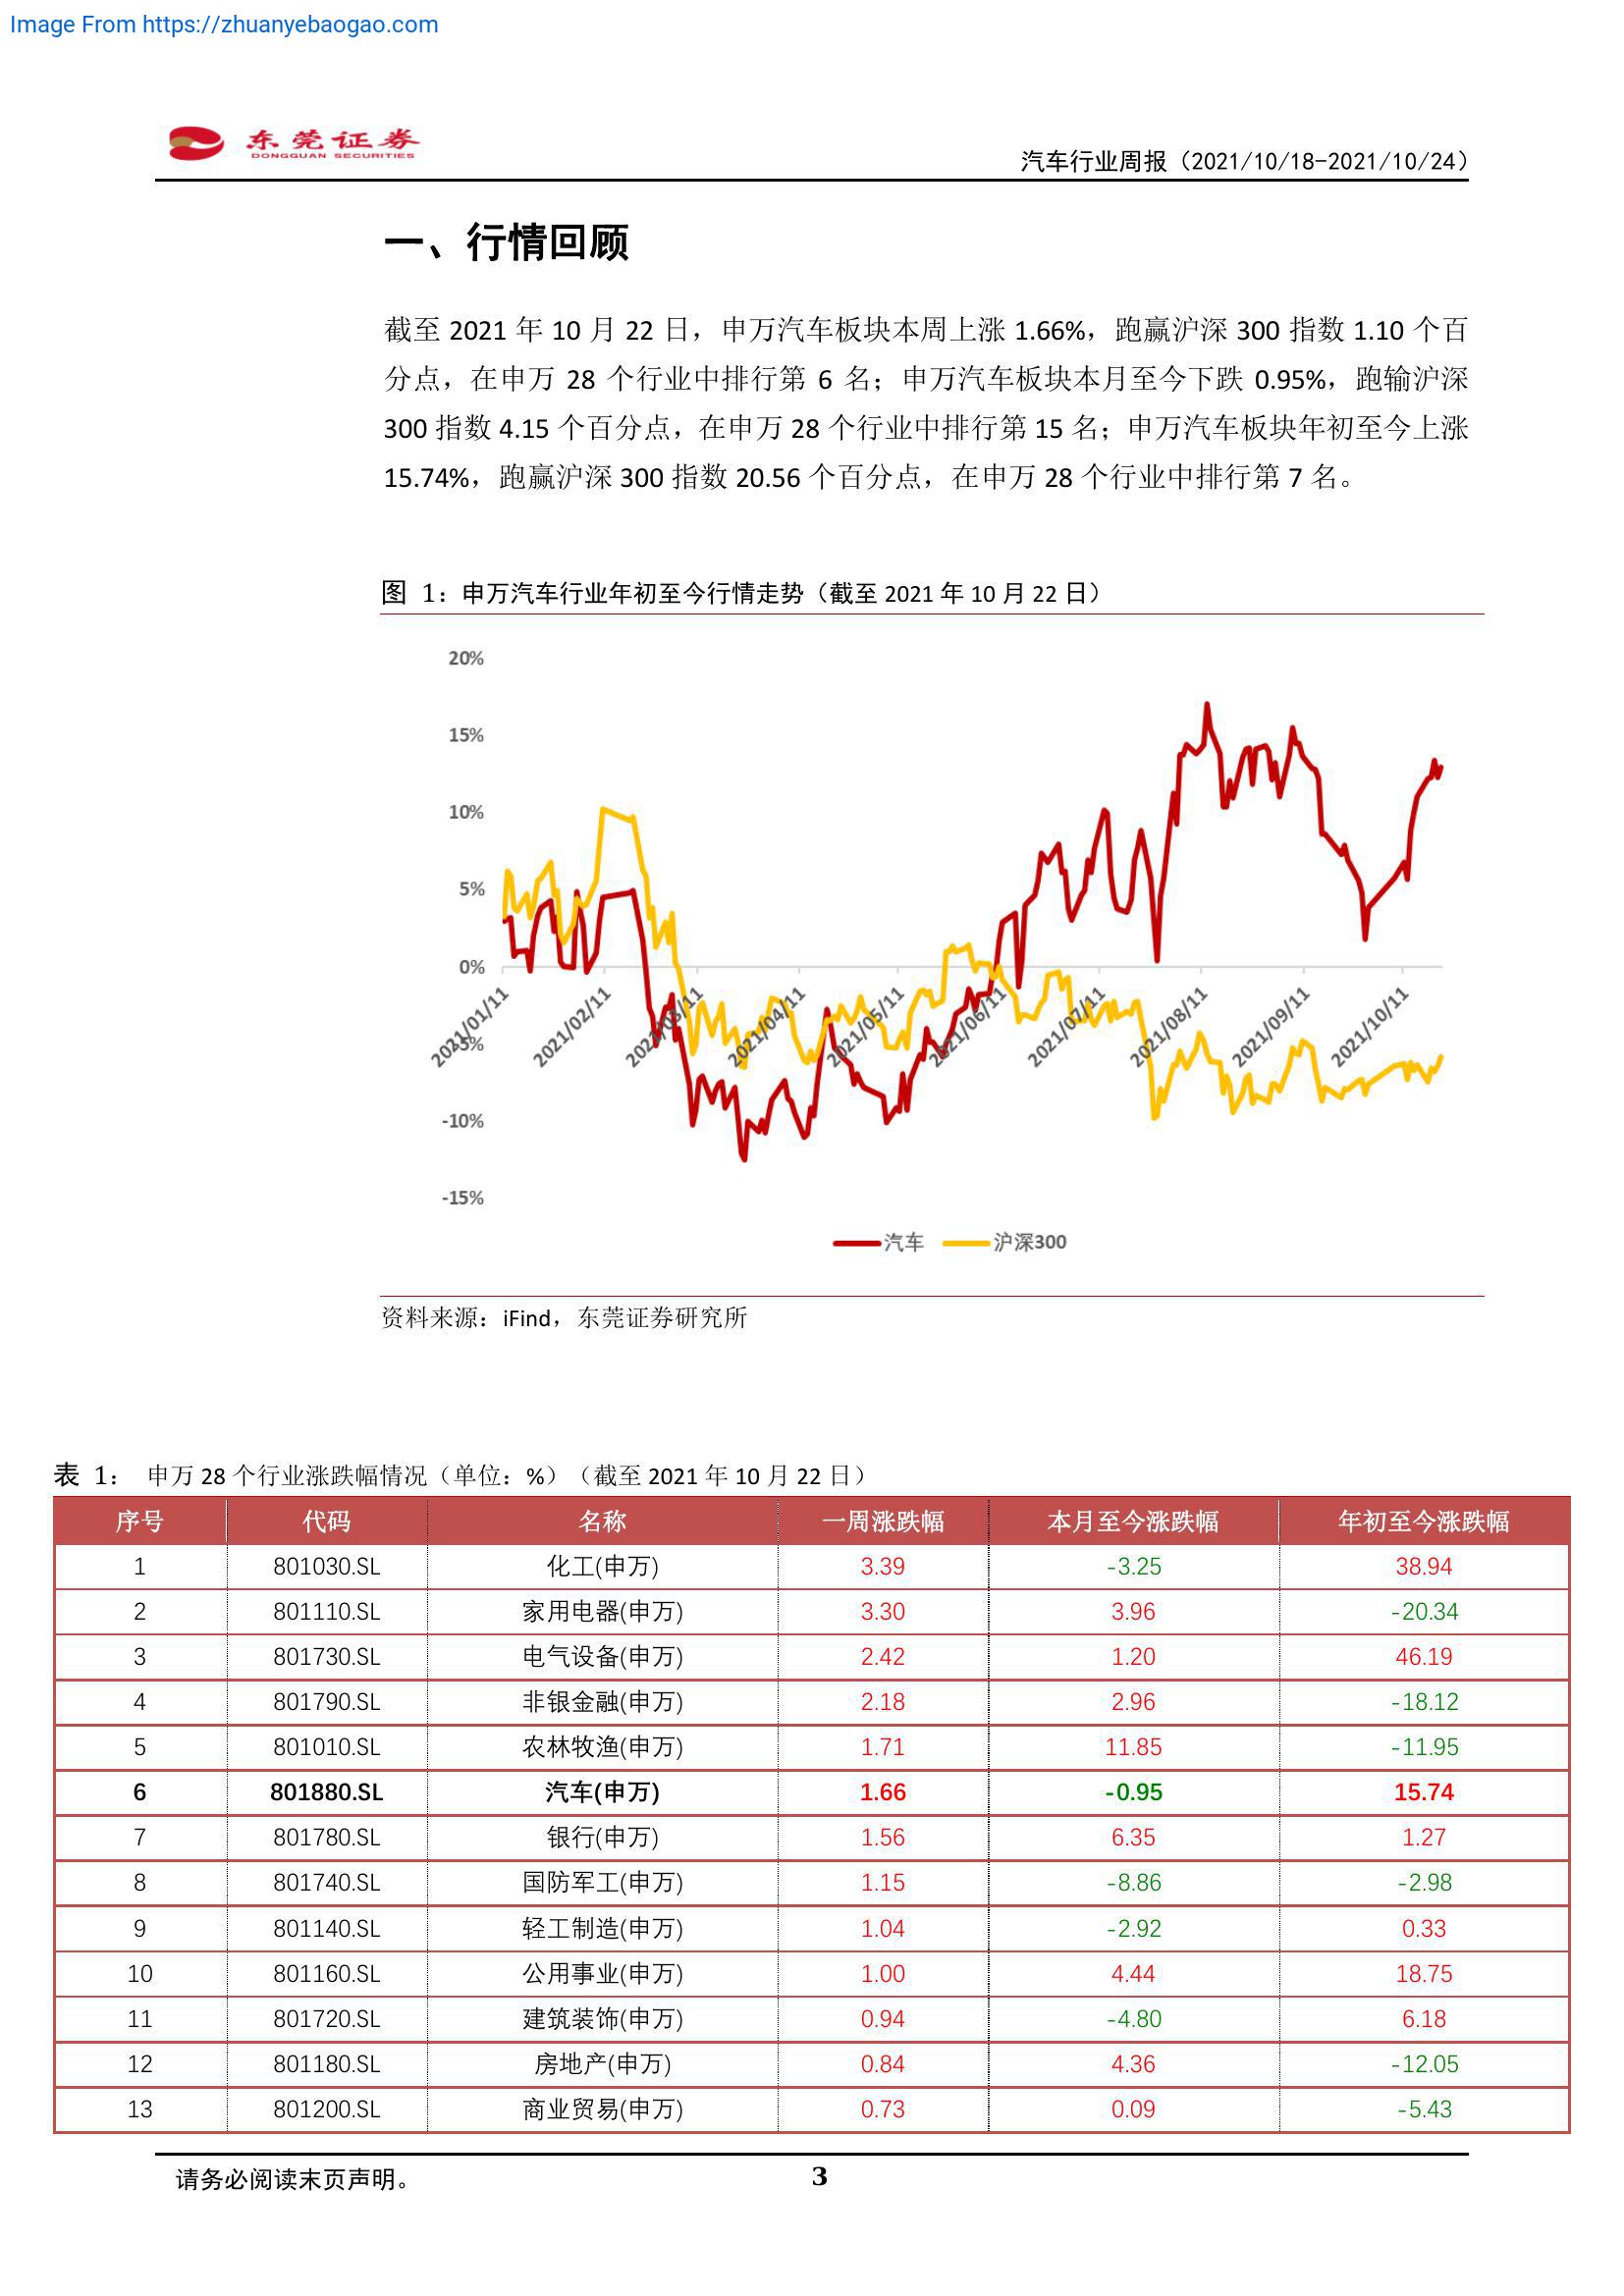 Image From https://zhuanyebaogao.com
东莞证券
DONGGUAN SECURITIES
汽车行业周报（2021/10/18-2021/10/24）
一、行情回顾
截至 2021 年 10 月 22 日，申万汽车板块本周上涨 1.66%，跑赢沪深 300 指数 1.10 个百
分点，在申万 28 个行业中排行第 6 名；申万汽车板块本月至今下跌 0.95%，跑输沪深
300 指数 4.15 个百分点，在申万 28 个行业中排行第 15 名；申万汽车板块年初至今上涨
15.74%，跑赢沪深 300 指数 20.56 个百分点，在申万 28 个行业中排行第 7 名。
图 1：申万汽车行业年初至今行情走势（截至 2021 年 10 月 22 日）
20%
15%
10%
5%
0%
-5%
-10%
-15%
2021/01/11 2021/02/11 2021/03/11 2021/04/11 2021/05/11 2021/06/11 2021/07/11 2021/08/11 2021/09/11 2021/10/11
汽车 沪深300
资料来源：iFind，东莞证券研究所
表 1： 申万 28 个行业涨跌幅情况（单位：%）（截至 2021 年 10 月 22 日）
序号 代码 名称 一周涨跌幅 本月至今涨跌幅 年初至今涨跌幅
1 801030.SL 化工(申万) 3.39 -3.25 38.94
2 801110.SL 家用电器(申万) 3.30 3.96 -20.34
3 801730.SL 电气设备(申万) 2.42 1.20 46.19
4 801790.SL 非银金融(申万) 2.18 2.96 -18.12
5 801010.SL 农林牧渔(申万) 1.71 11.85 -11.95
6 801880.SL 汽车(申万) 1.66 -0.95 15.74
7 801780.SL 银行(申万) 1.56 6.35 1.27
8 801740.SL 国防军工(申万) 1.15 -8.86 -2.98
9 801140.SL 轻工制造(申万) 1.04 -2.92 0.33
10 801160.SL 公用事业(申万) 1.00 4.44 18.75
11 801720.SL 建筑装饰(申万) 0.94 -4.80 6.18
12 801180.SL 房地产(申万) 0.84 4.36 -12.05
13 801200.SL 商业贸易(申万) 0.73 0.09 -5.43
请务必阅读末页声明。
3